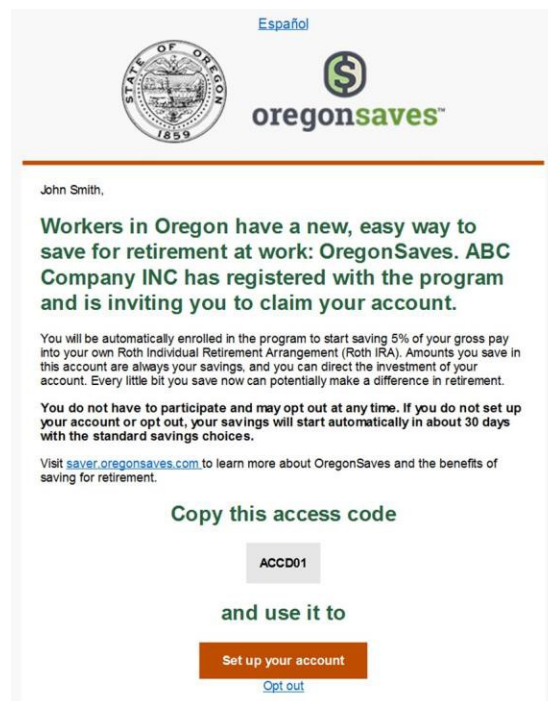 Español
STATE OF OREGON
1859
$
oregonsaves™
John Smith,
Workers in Oregon have a new, easy way to
save for retirement at work: OregonSaves. ABC
Company INC has registered with the program
and is inviting you to claim your account.
You will be automatically enrolled in the program to start saving 5% of your gross pay
into your own Roth Individual Retirement Arrangement (Roth IRA). Amounts you save in
this account are always your savings, and you can direct the investment of your
account. Every little bit you save now can potentially make a difference in retirement.
You do not have to participate and may opt out at any time. If you do not set up
your account or opt out, your savings will start automatically in about 30 days
with the standard savings choices.
Visit saver.oregonsaves.com to learn more about OregonSaves and the benefits of
saving for retirement.
Copy this access code
ACCD01
and use it to
Set up your account
Opt out